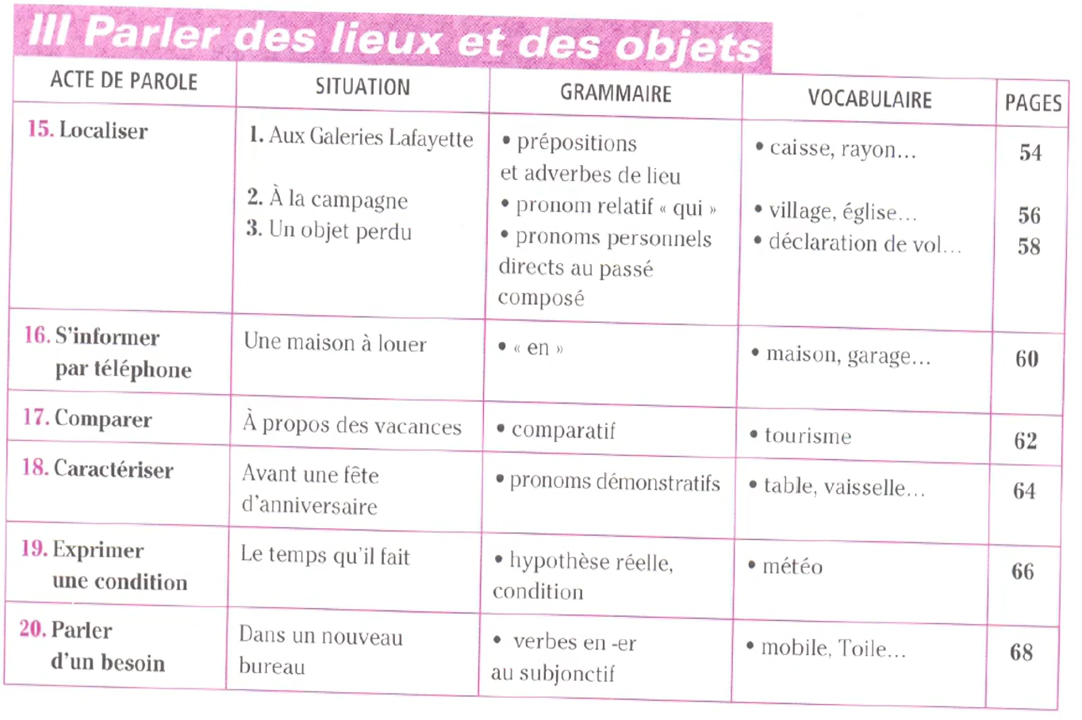 III Parler des lieux et des objets
ACTE DE PAROLE SITUATION GRAMMAIRE VOCABULAIRE PAGES
15. Localiser 1. Aux Galeries Lafayette • prépositions • caisse, rayon... 54
et adverbes de lieu
2. À la campagne • pronom relatif « qui » • village, église... 56
3. Un objet perdu • pronoms personnels • déclaration de vol... 58
directs au passé
composé
16. S'informer Une maison à louer • « en » • maison, garage... 60
par téléphone
17. Comparer À propos des vacances • comparatif • tourisme 62
18. Caractériser Avant une fête • pronoms démonstratifs • table, vaisselle... 64
d'anniversaire
19. Exprimer Le temps qu'il fait • hypothèse réelle, • météo 66
une condition condition
20. Parler Dans un nouveau • verbes en -er • mobile, Toile... 68
d'un besoin bureau au subjonctif